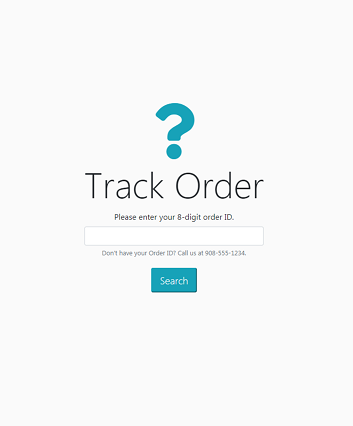 ?
Track Order
Please enter your 8-digit order ID.
Don't have your Order ID? Call us at 908-555-1234.
Search